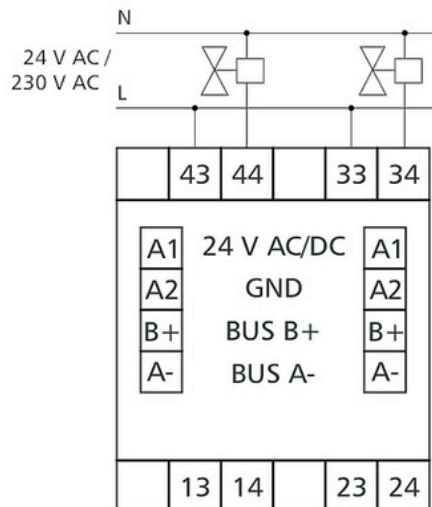 N
24 V AC /
230 V AC
L
43 44 33 34
A1 24 V AC/DC A1
A2 GND A2
B+ BUS B+ B+
A- BUS A- A-
13 14 23 24